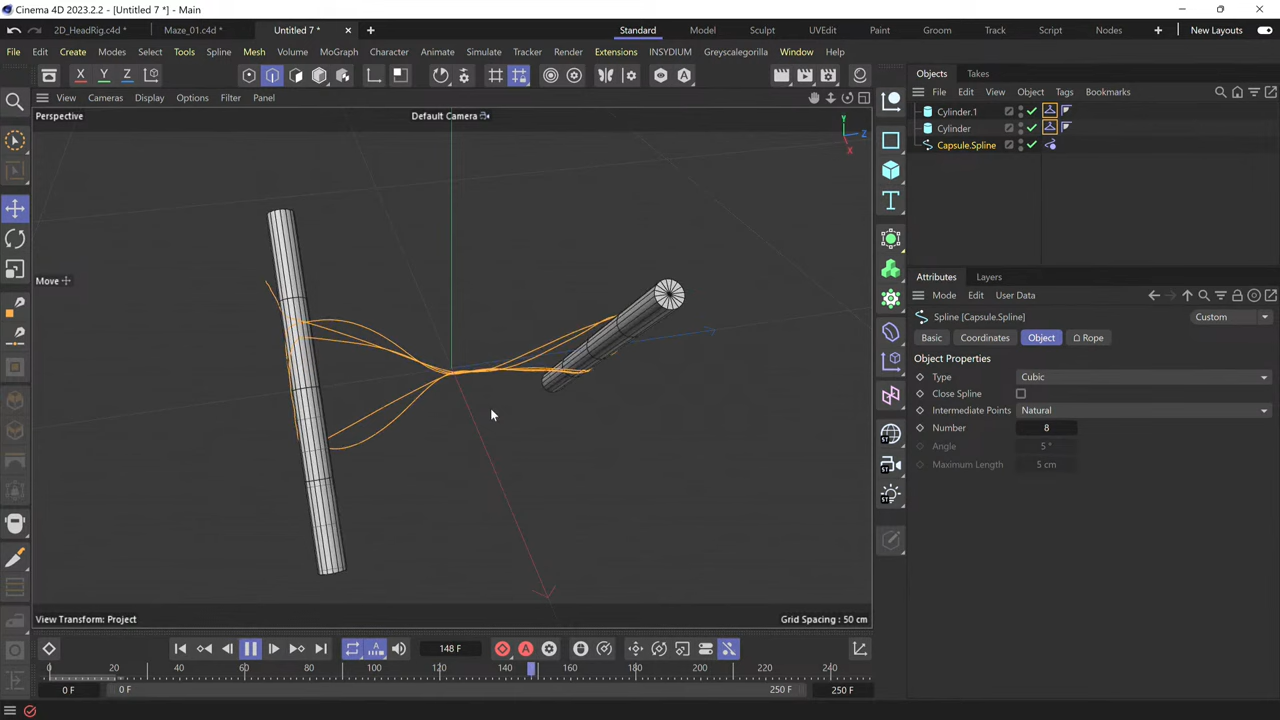 Cinema 4D 2023.2.2 - [Untitled 7 *] - Main
2D_HeadRig.c4d *
Maze_01.c4d *
Untitled 7 *
Standard
Model
Sculpt
UVEdit
Paint
Groom
Track
Script
Nodes
New Layouts
File Edit Create Modes Select Tools Mesh Volume MoGraph Character Animate Simulate Tracker Render Extensions INSYDIUM Greyscalegorilla Window Help
X Y Z
Objects Takes
View Cameras Display Options Filter Panel
File Edit View Object Tags Bookmarks
Perspective
Default Camera
Y
Z
X
Cylinder.1
Cylinder
Capsule.Spline
Move
Attributes Layers
Mode Edit User Data
Spline [Capsule.Spline]
Custom
Basic Coordinates Object Rope
Object Properties
Type Cubic
Close Spline
Intermediate Points Natural
Number 8
Angle 5 °
Maximum Length 5 cm
T
ST
ST
ST
View Transform: Project
Grid Spacing : 50 cm
148 F
0 20 40 60 80 100 120 140 160 180 200 220 240
0 F
0 F
250 F
250 F